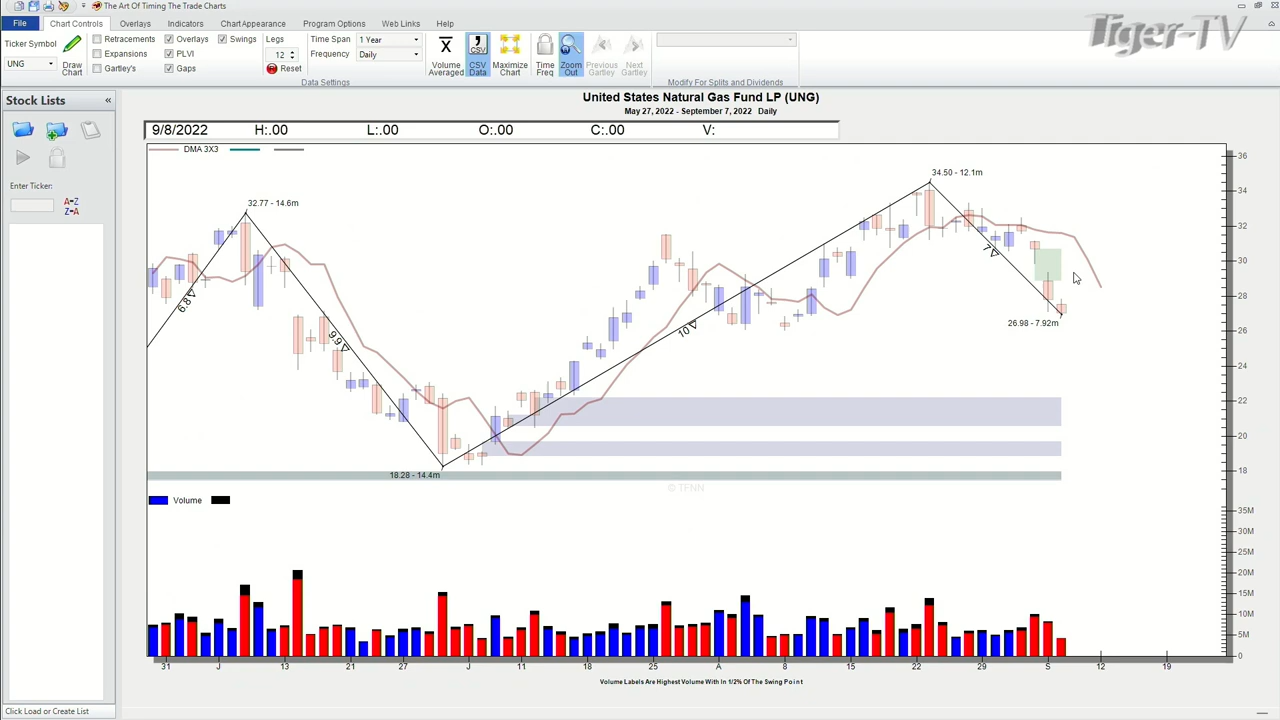 The Art Of Timing The Trade Charts
Tiger-TV
File
Chart Controls
Overlays
Indicators
Chart Appearance
Program Options
Web Links
Help
Ticker Symbol
UNG
Draw Chart
Retracements
Expansions
Gartley's
Overlays
PLVI
Gaps
Swings
Legs
12
Reset
Time Span
1 Year
Frequency
Daily
Data Settings
Volume Averaged
CSV Data
Maximize Chart
Time Freq
Zoom Out
Previous Gartley
Next Gartley
Modify For Splits and Dividends
Stock Lists
«
Enter Ticker:
A-Z
Z-A
Click Load or Create List
United States Natural Gas Fund LP (UNG)
May 27, 2022 - September 7, 2022 Daily
9/8/2022 H:.00 L:.00 O:.00 C:.00 V:
DMA 3X3
32.77 - 14.6m
34.50 - 12.1m
26.98 - 7.92m
18.28 - 14.4m
6.8
9.6
10
7
© TFNN
36
34
32
30
28
26
24
22
20
18
Volume
35M
30M
25M
20M
15M
10M
5M
0
31 J 13 21 27 J 11 18 25 A 8 15 22 29 S 12 19
Volume Labels Are Highest Volume With In 1/2% Of The Swing Point